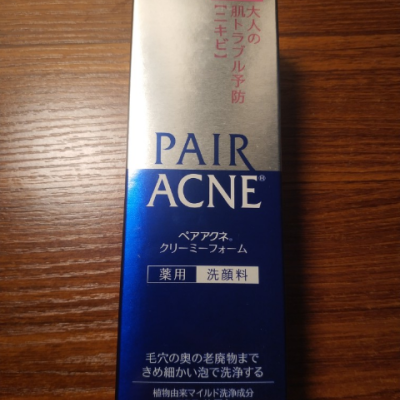 大人の
肌トラブル予防
【ニキビ】
PAIR
ACNE®
ペアアクネ®
クリーミーフォーム
薬用 洗顔料
毛穴の奥の老廃物まで
きめ細かい泡で洗浄する
植物由来マイルド洗浄成分